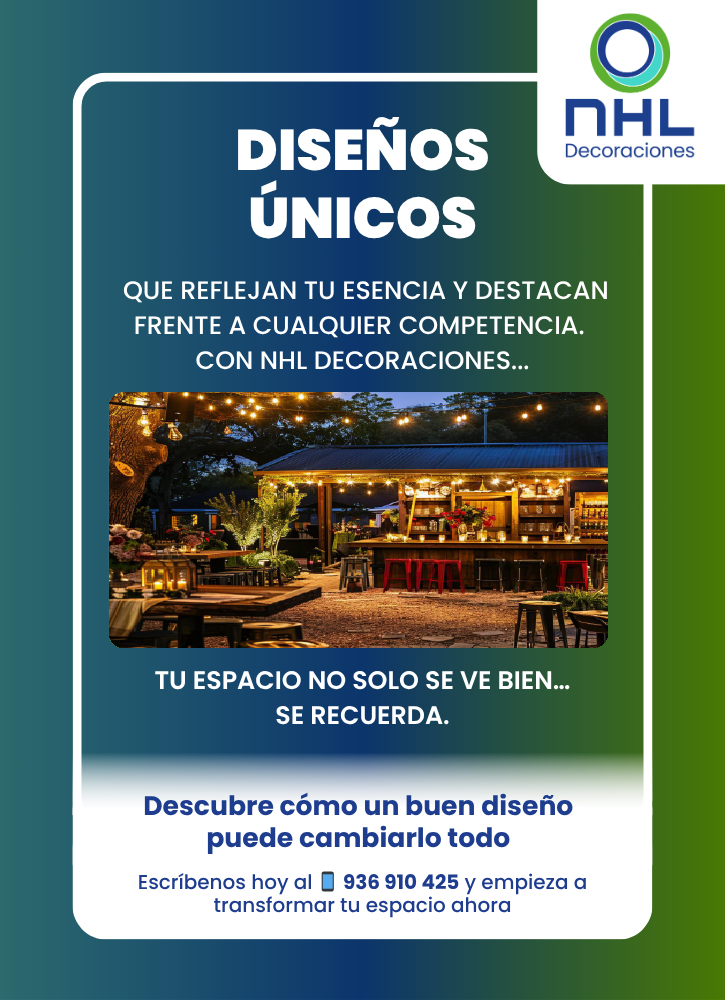 nHL
Decoraciones
DISEÑOS
ÚNICOS
QUE REFLEJAN TU ESENCIA Y DESTACAN
FRENTE A CUALQUIER COMPETENCIA.
CON NHL DECORACIONES...
TU ESPACIO NO SOLO SE VE BIEN...
SE RECUERDA.
Descubre cómo un buen diseño
puede cambiarlo todo
Escríbenos hoy al 📱 936 910 425 y empieza a
transformar tu espacio ahora